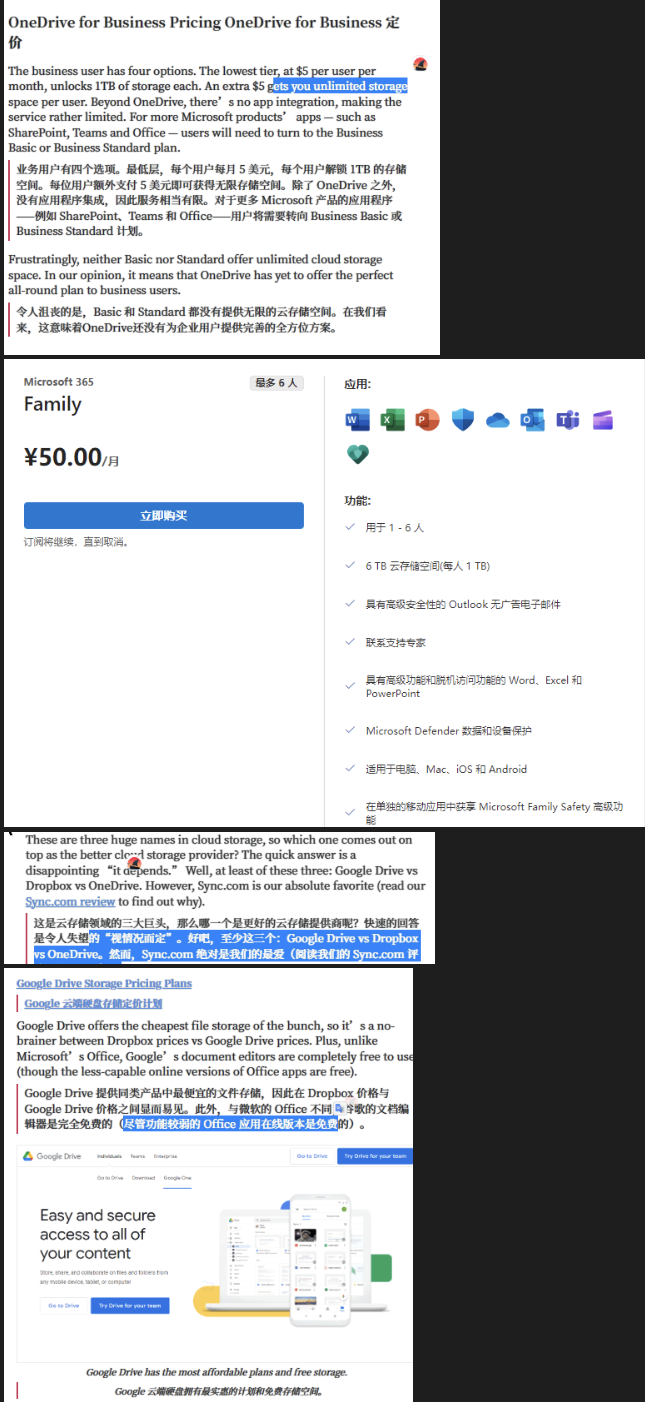 OneDrive for Business Pricing OneDrive for Business 定
价
The business user has four options. The lowest tier, at $5 per user per
month, unlocks 1TB of storage each. An extra $5 gets you unlimited storage
space per user. Beyond OneDrive, there's no app integration, making the
service rather limited. For more Microsoft products' apps — such as
SharePoint, Teams and Office — users will need to turn to the Business
Basic or Business Standard plan.
业务用户有四个选项。最低层，每个用户每月 5 美元，每个用户解锁 1TB 的存储
空间。每位用户额外支付 5 美元即可获得无限存储空间。除了 OneDrive 之外，
没有应用程序集成，因此服务相当有限。对于更多 Microsoft 产品的应用程序
——例如 SharePoint、Teams 和 Office——用户将需要转向 Business Basic 或
Business Standard 计划。
Frustratingly, neither Basic nor Standard offer unlimited cloud storage
space. In our opinion, it means that OneDrive has yet to offer the perfect
all-round plan to business users.
令人沮丧的是，Basic 和 Standard 都没有提供无限的云存储空间。在我们看
来，这意味着OneDrive还没有为企业用户提供完善的全方位方案。
Microsoft 365
最多 6 人
Family
¥50.00/月
立即购买
订阅将继续，直到取消。
应用:
功能:
用于 1 - 6 人
6 TB 云存储空间(每人 1 TB)
具有高级安全性的 Outlook 无广告电子邮件
联系支持专家
具有高级功能和脱机访问功能的 Word、Excel 和
PowerPoint
Microsoft Defender 数据和设备保护
适用于电脑、Mac、iOS 和 Android
在单独的移动应用中获享 Microsoft Family Safety 高级功
能
These are three huge names in cloud storage, so which one comes out on
top as the better cloud storage provider? The quick answer is a
disappointing “it depends.” Well, at least of these three: Google Drive vs
Dropbox vs OneDrive. However, Sync.com is our absolute favorite (read our
Sync.com review to find out why).
这是云存储领域的三大巨头，那么哪一个是更好的云存储提供商呢？快速的回答
是令人失望的“视情况而定”。好吧，至少这三个：Google Drive vs Dropbox
vs OneDrive。然而，Sync.com 绝对是我们的最爱（阅读我们的 Sync.com 评
Google Drive Storage Pricing Plans
Google 云端硬盘存储定价计划
Google Drive offers the cheapest file storage of the bunch, so it's a no-
brainer between Dropbox prices vs Google Drive prices. Plus, unlike
Microsoft's Office, Google's document editors are completely free to use
(though the less-capable online versions of Office apps are free).
Google Drive 提供同类产品中最便宜的文件存储，因此在 Dropbox 价格与
Google Drive 价格之间显而易见。此外，与微软的 Office 不同 谷歌的文档编
辑器是完全免费的（尽管功能较弱的 Office 应用在线版本是免费的）。
Google Drive
Individuals
Teams
Enterprise
Go to Drive
Try Drive for your team
Go to Drive
Download
Google One
Easy and secure
access to all of
your content
Store, share, and collaborate on files and folders from
any mobile device, tablet, or computer
Go to Drive
Try Drive for your team
Google Drive has the most affordable plans and free storage.
Google 云端硬盘拥有最实惠的计划和免费存储空间。